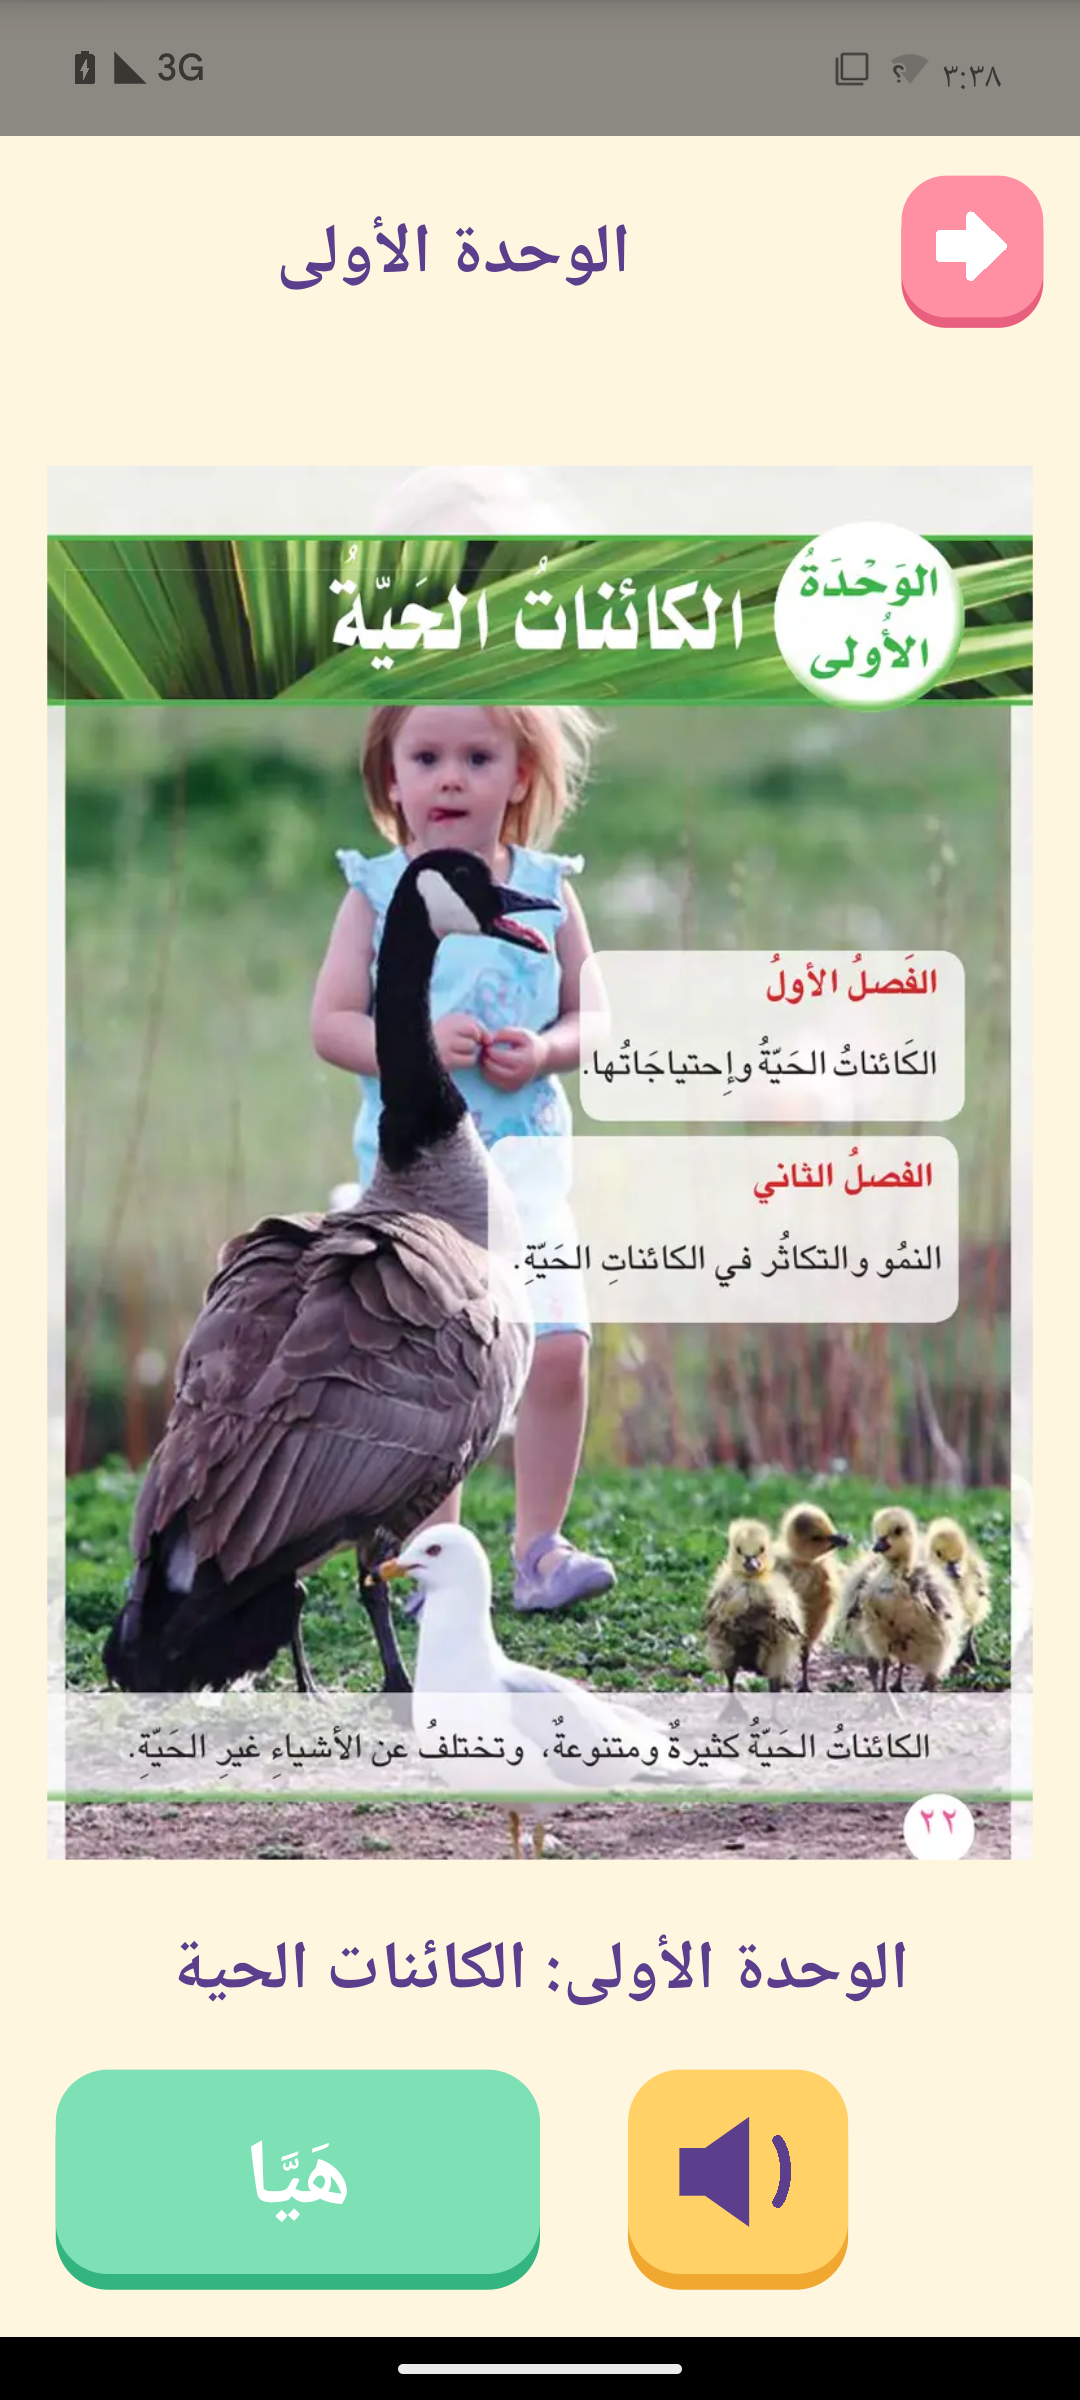 3G
٣:٣٨
الوحدة الأولى
الوَحْدَةُ
الأُولى
الكائناتُ الحَيّةُ
الفَصلُ الأولُ
الكَائناتُ الحَيّةُ وإِحتياجَاتُها.
الفصلُ الثاني
النمُو والتكاثُر في الكائناتِ الحَيّةِ.
الكائناتُ الحَيّةُ كثيرةٌ ومتنوعةٌ، وتختلفُ عن الأشياءِ غيرِ الحَيّةِ.
٢٢
الوحدة الأولى: الكائنات الحية
هَيَّا